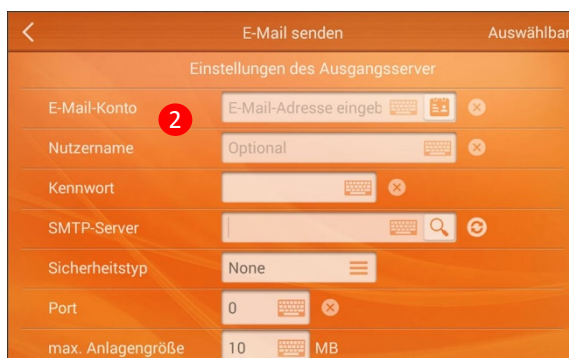 E-Mail senden Auswählbar
Einstellungen des Ausgangsserver
E-Mail-Konto E-Mail-Adresse eingeb
2
Nutzername Optional
Kennwort
SMTP-Server
Sicherheitstyp None
Port 0
max. Anlagengröße 10 MB